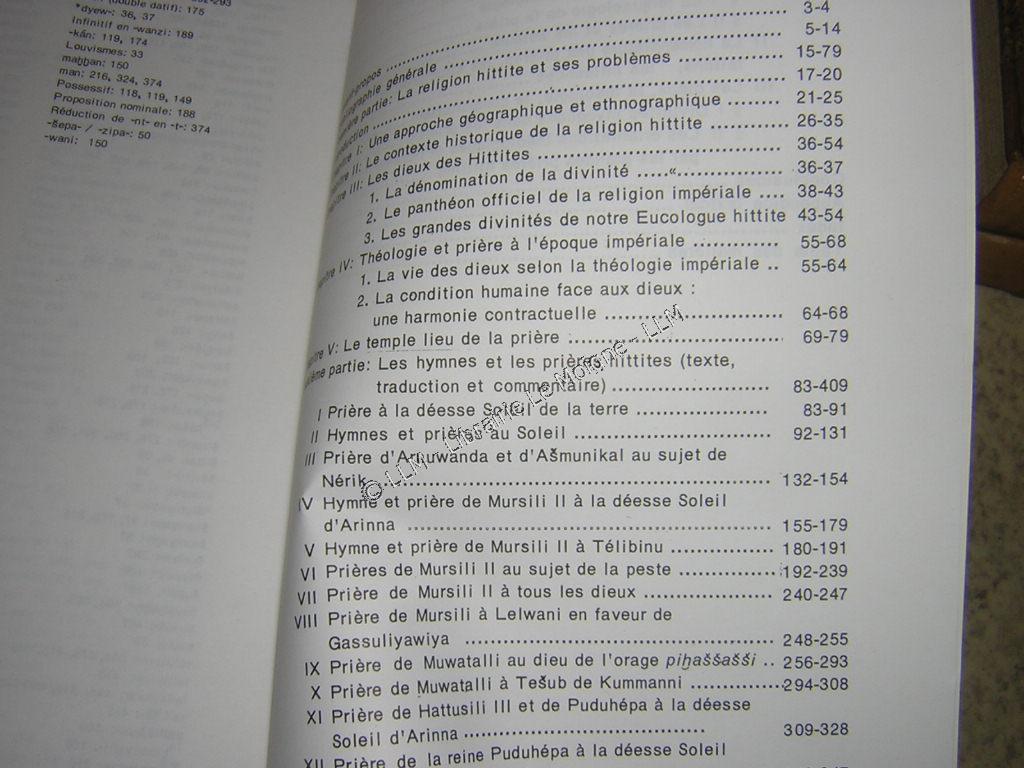 (double datif): 175
*dyew-: 36, 37
Infinitif en -wanzi: 189
-kán: 119, 174
Louvismes: 33
maḫḫan: 150
man: 216, 324, 374
Possessif: 118, 119, 149
Proposition nominale: 188
Réduction de -nt- en -t-: 374
-šepa- / -zipa-: 50
-wani: 150
3-4
générale 5-14
partie: La religion hittite et ses problèmes 15-79
17-20
I: Une approche géographique et ethnographique 21-25
II: Le contexte historique de la religion hittite 26-35
III: Les dieux des Hittites 36-54
1. La dénomination de la divinité 36-37
2. Le panthéon officiel de la religion impériale 38-43
3. Les grandes divinités de notre Eucologue hittite 43-54
IV: Théologie et prière à l'époque impériale 55-68
1. La vie des dieux selon la théologie impériale 55-64
2. La condition humaine face aux dieux :
une harmonie contractuelle 64-68
V: Le temple lieu de la prière 69-79
partie: Les hymnes et les prières hittites (texte,
traduction et commentaire) 83-409
I Prière à la déesse Soleil de la terre 83-91
II Hymnes et prières au Soleil 92-131
III Prière d'Arnuwanda et d'Ašmunikal au sujet de
Nérik 132-154
IV Hymne et prière de Mursili II à la déesse Soleil
d'Arinna 155-179
V Hymne et prière de Mursili II à Télibinu 180-191
VI Prières de Mursili II au sujet de la peste 192-239
VII Prière de Mursili II à tous les dieux 240-247
VIII Prière de Mursili à Lelwani en faveur de
Gassuliyawiya 248-255
IX Prière de Muwatalli au dieu de l'orage piḫaššašši 256-293
X Prière de Muwatalli à Tešub de Kummanni 294-308
XI Prière de Hattusili III et de Puduhépa à la déesse
Soleil d'Arinna 309-328
XII Prière de la reine Puduhépa à la déesse Soleil
© LLM - Librairie LE Moigne - LLM